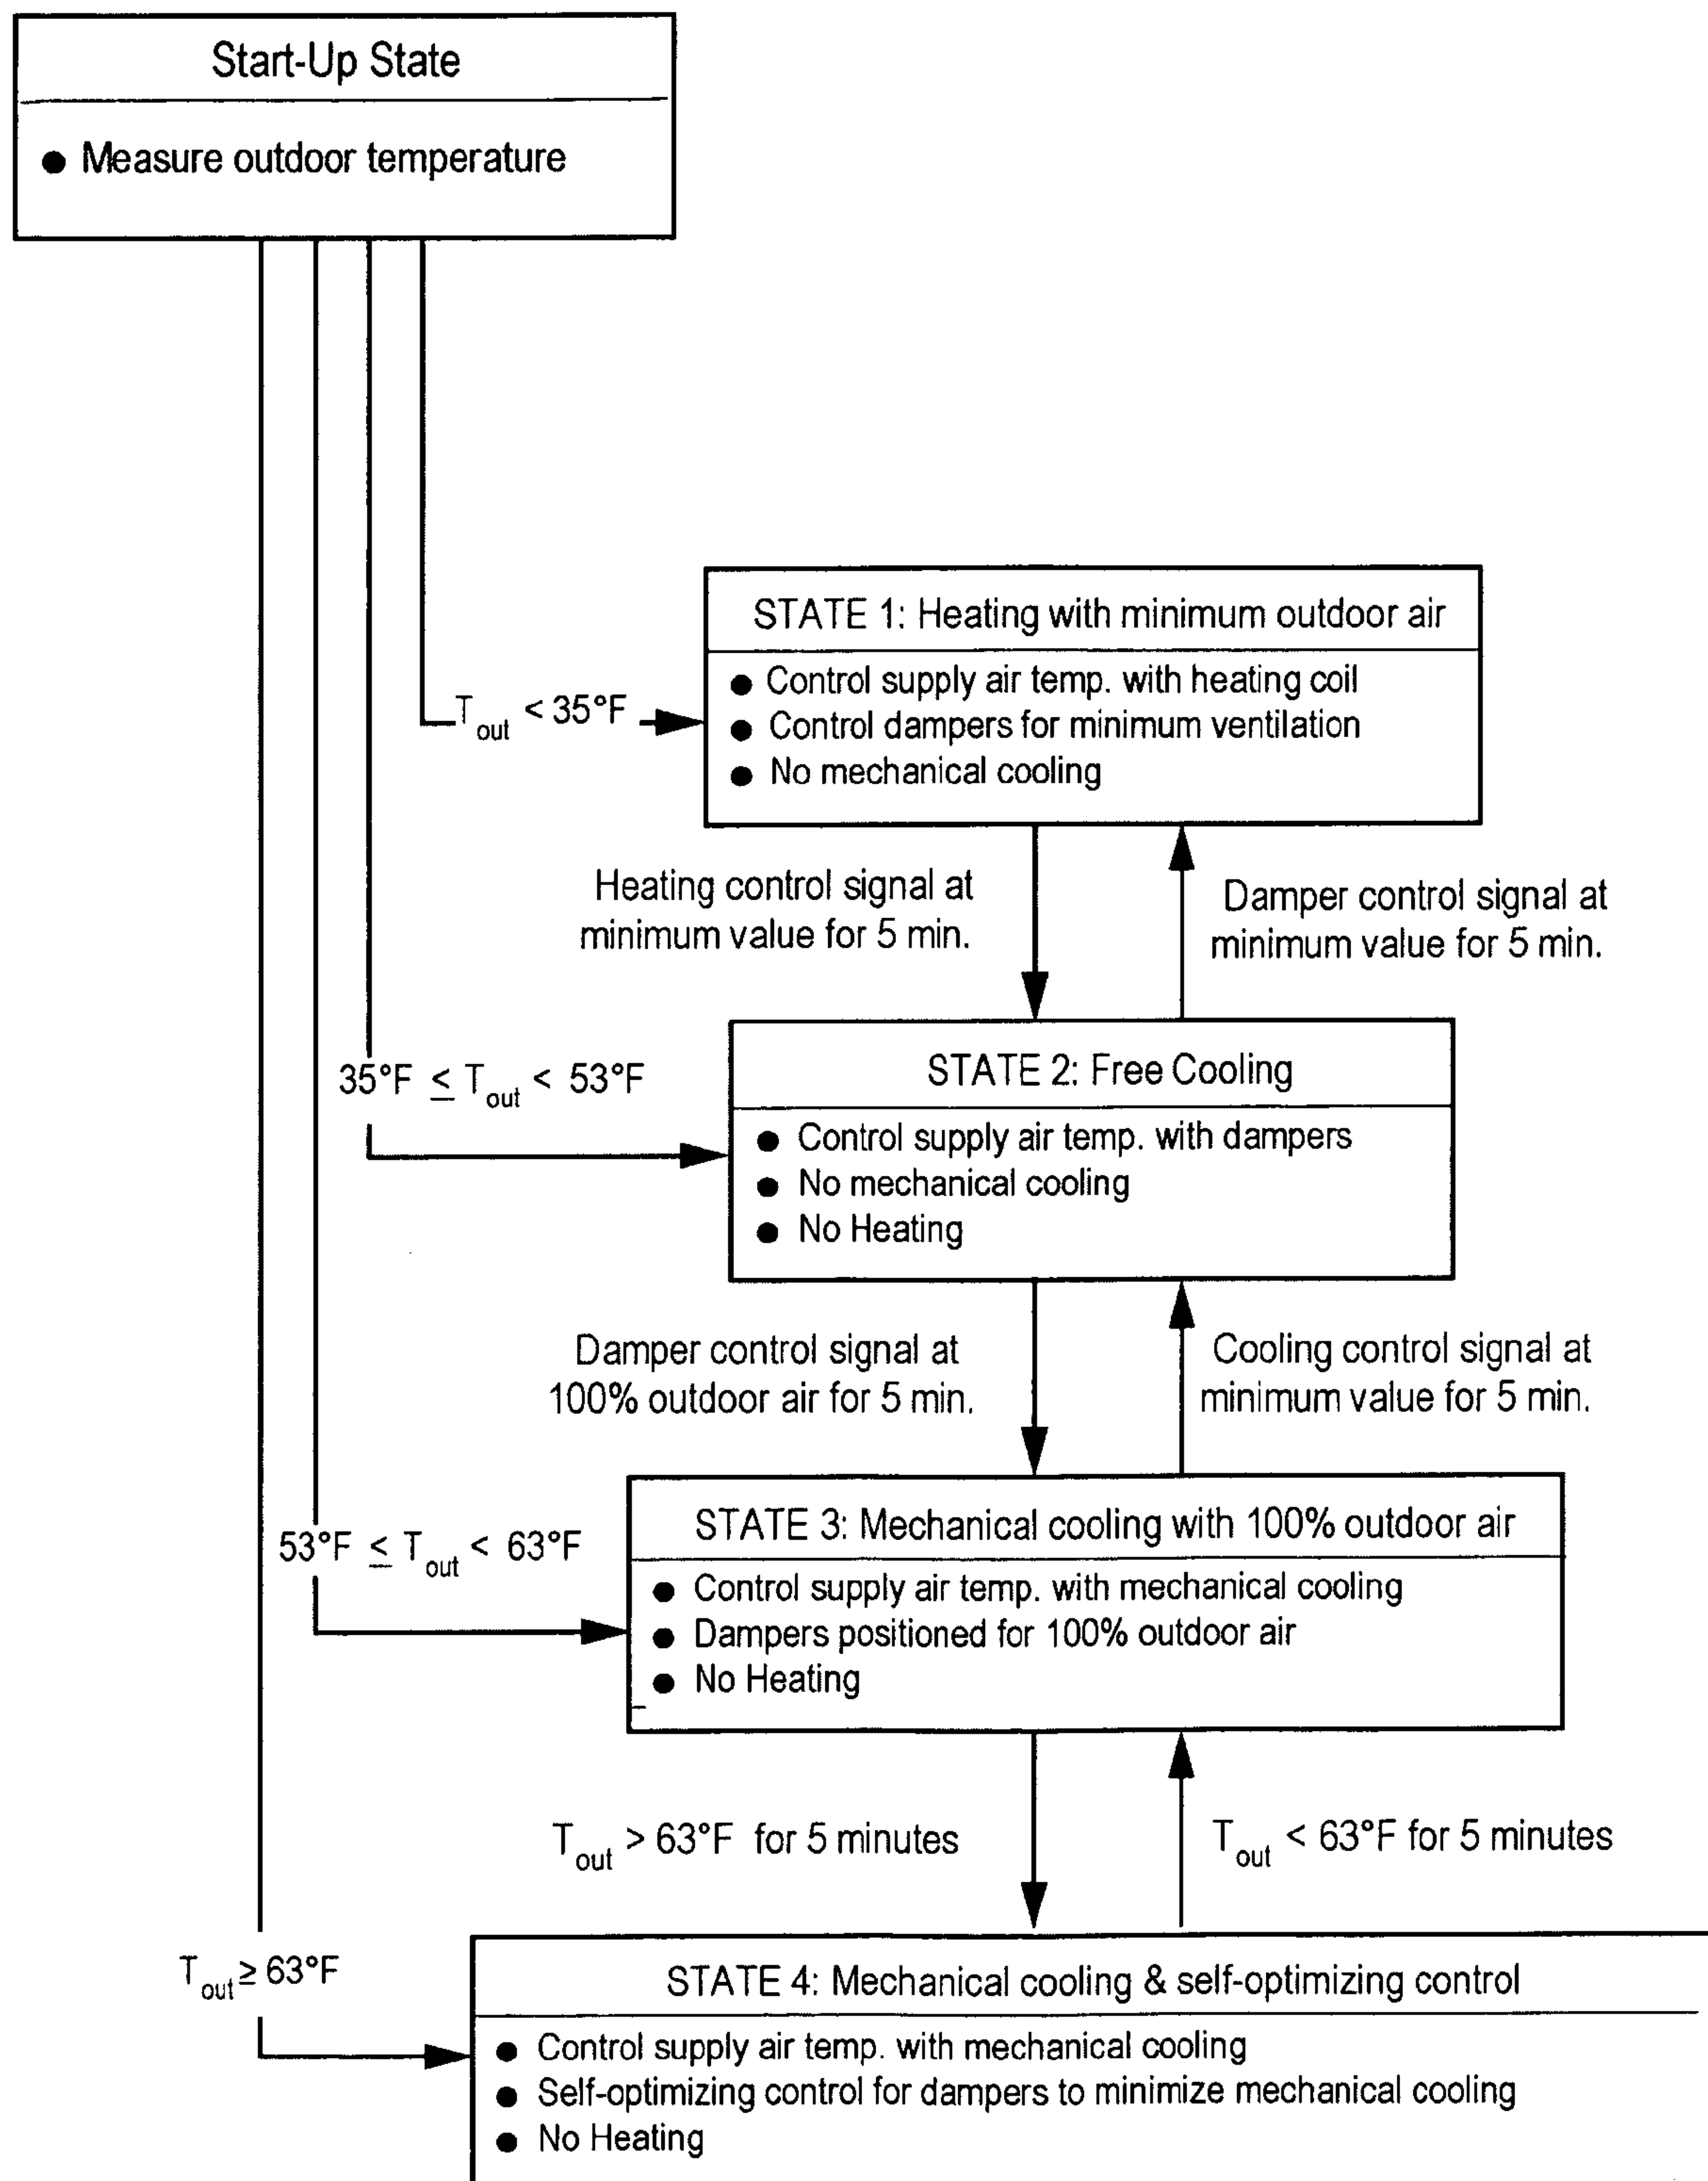 Start-Up State
● Measure outdoor temperature
STATE 1: Heating with minimum outdoor air
● Control supply air temp. with heating coil
● Control dampers for minimum ventilation
● No mechanical cooling
T_out < 35°F
Heating control signal at
minimum value for 5 min.
Damper control signal at
minimum value for 5 min.
STATE 2: Free Cooling
● Control supply air temp. with dampers
● No mechanical cooling
● No Heating
35°F ≤ T_out < 53°F
Damper control signal at
100% outdoor air for 5 min.
Cooling control signal at
minimum value for 5 min.
STATE 3: Mechanical cooling with 100% outdoor air
● Control supply air temp. with mechanical cooling
● Dampers positioned for 100% outdoor air
● No Heating
53°F ≤ T_out < 63°F
T_out > 63°F for 5 minutes
T_out < 63°F for 5 minutes
T_out ≥ 63°F
STATE 4: Mechanical cooling & self-optimizing control
● Control supply air temp. with mechanical cooling
● Self-optimizing control for dampers to minimize mechanical cooling
● No Heating